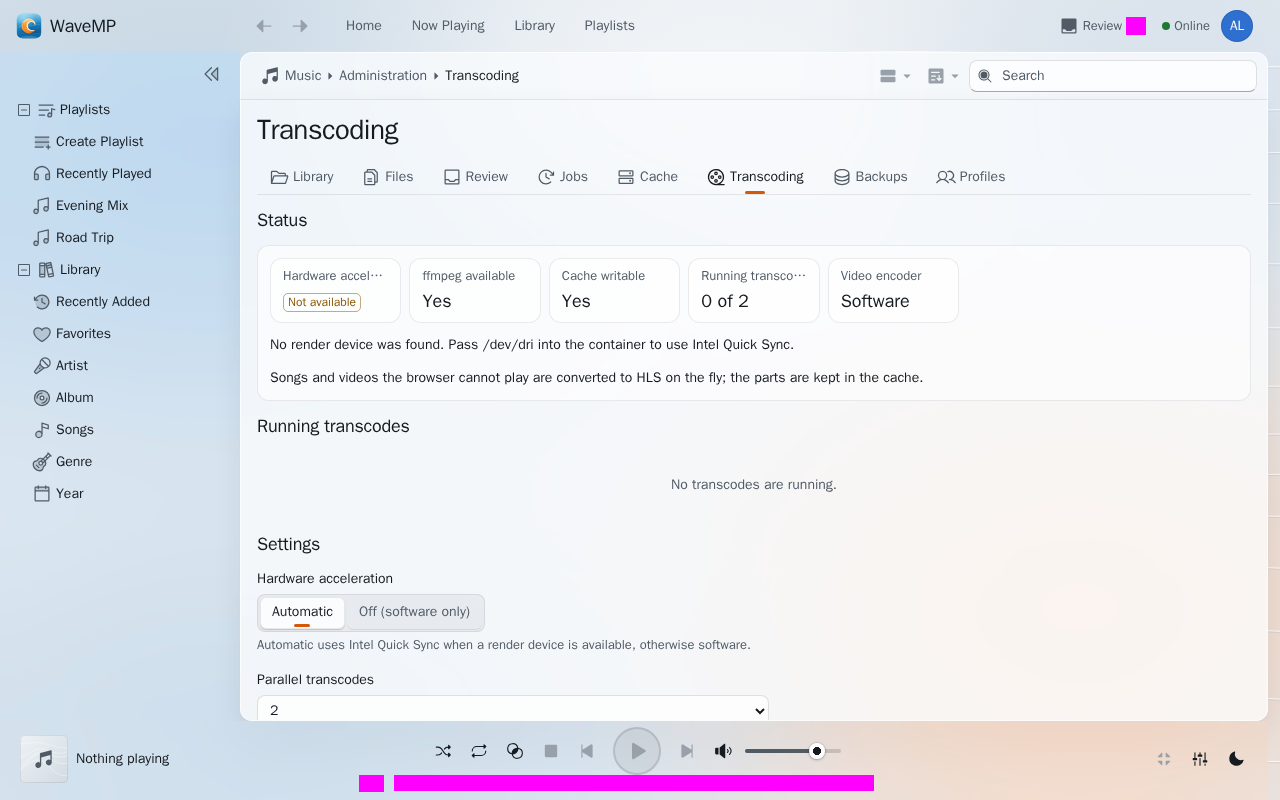 WaveMP
Home
Now Playing
Library
Playlists
Review
Online
AL
Music
Administration
Transcoding
Search
Playlists
Create Playlist
Recently Played
Evening Mix
Road Trip
Library
Recently Added
Favorites
Artist
Album
Songs
Genre
Year
Transcoding
Library
Files
Review
Jobs
Cache
Transcoding
Backups
Profiles
Status
Hardware accel···
Not available
ffmpeg available
Yes
Cache writable
Yes
Running transco···
0 of 2
Video encoder
Software
No render device was found. Pass /dev/dri into the container to use Intel Quick Sync.
Songs and videos the browser cannot play are converted to HLS on the fly; the parts are kept in the cache.
Running transcodes
No transcodes are running.
Settings
Hardware acceleration
Automatic
Off (software only)
Automatic uses Intel Quick Sync when a render device is available, otherwise software.
Parallel transcodes
2
Nothing playing